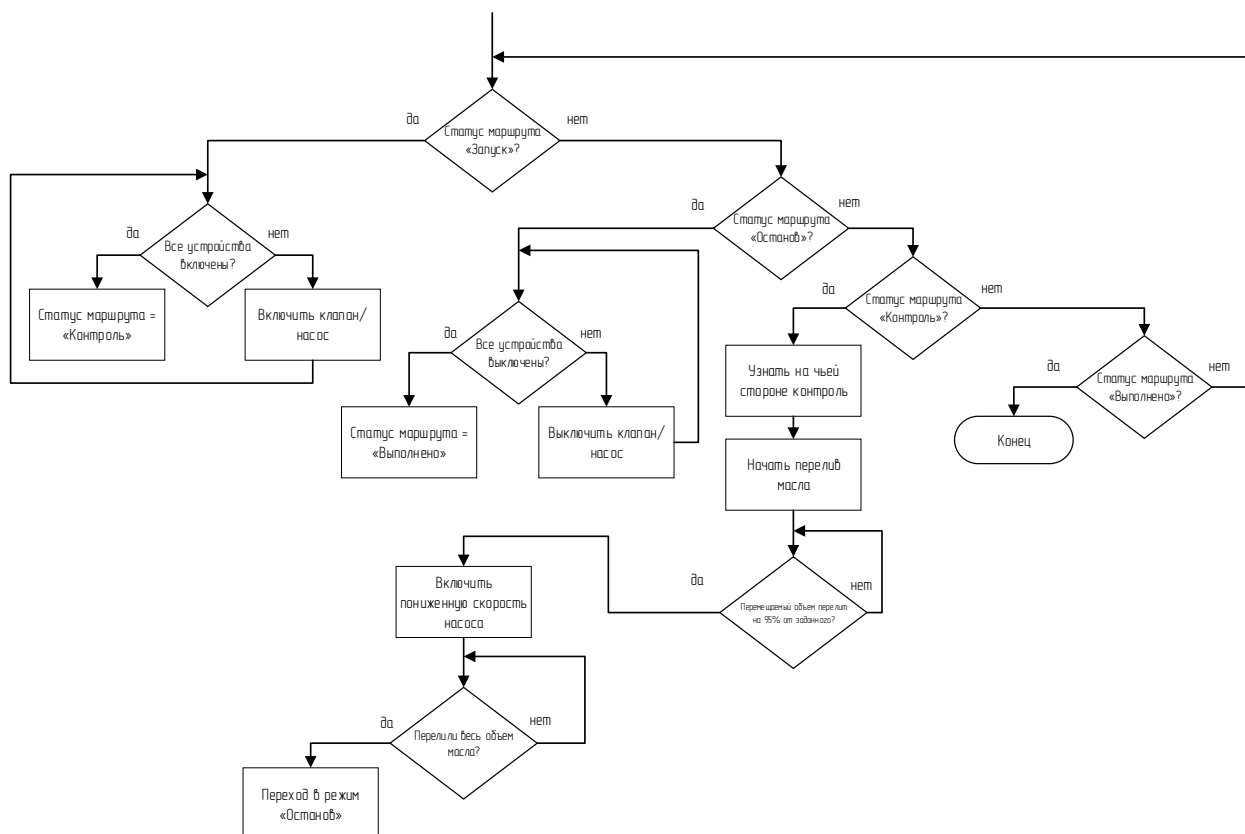 да
Статус маршрута
«Запуск»?
нет
да
Статус маршрута
«Останов»?
нет
да
Все устройства
включены?
нет
Статус маршрута =
«Контроль»
Включить клапан/
насос
да
Статус маршрута
«Контроль»?
нет
да
Все устройства
выключены?
нет
Статус маршрута =
«Выполнено»
Выключить клапан/
насос
Узнать на чьей
стороне контроль
да
Статус маршрута
«Выполнено»?
нет
Конец
Начать перелив
масла
да
Перемещаемый объем перелит
на 95% от заданного?
нет
Включить
пониженную скорость
насоса
да
Перелили весь объем
масла?
нет
Переход в режим
«Останов»